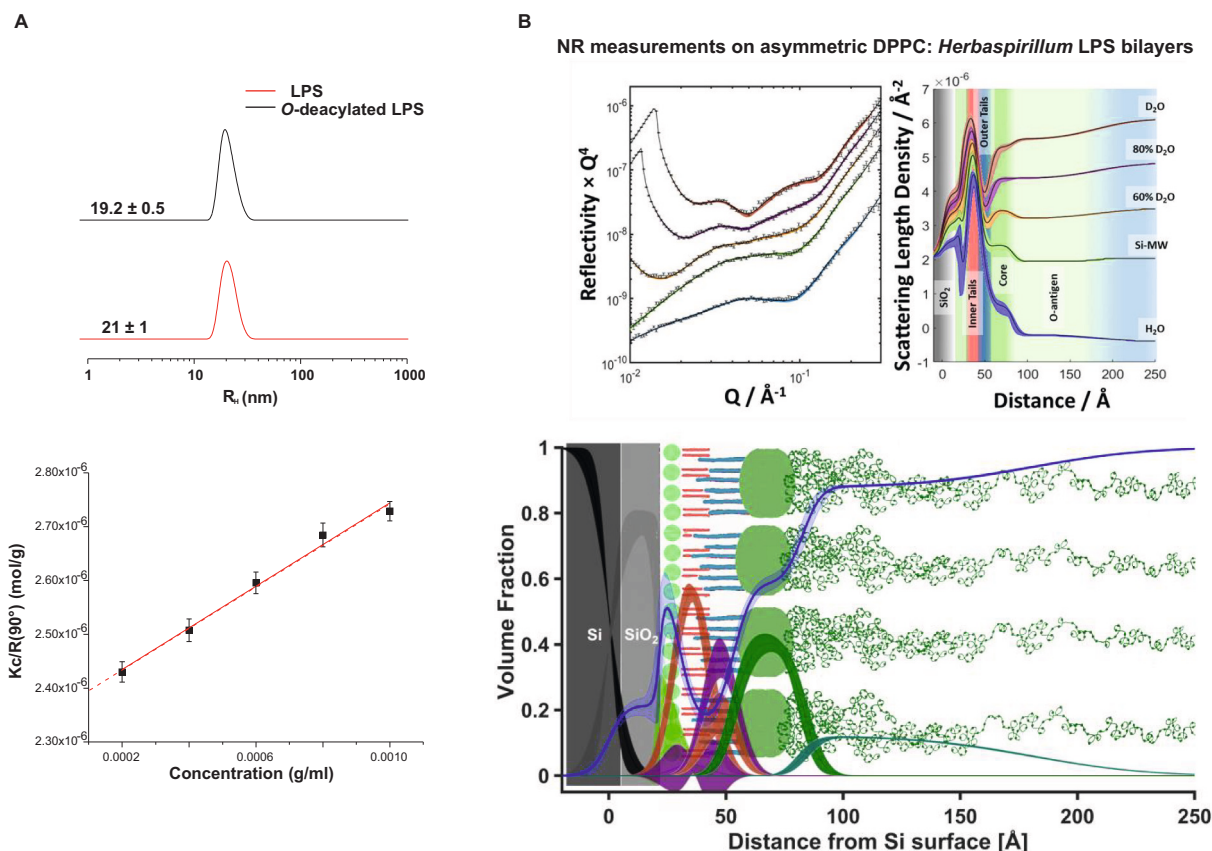 A
LPS
O-deacylated LPS
19.2 ± 0.5
21 ± 1
1 10 100 1000
R_H (nm)
2.80x10⁻⁶
2.70x10⁻⁶
2.60x10⁻⁶
2.50x10⁻⁶
2.40x10⁻⁶
2.30x10⁻⁶
Kc/R(90°) (mol/g)
0.0002 0.0006 0.0010
Concentration (g/ml)
B
NR measurements on asymmetric DPPC: Herbaspirillum LPS bilayers
10⁻⁶
10⁻⁷
10⁻⁸
10⁻⁹
10⁻¹⁰
Reflectivity × Q⁴
10⁻² 10⁻¹
Q / Å⁻¹
× 10⁻⁶
7
6
5
4
3
2
1
0
-1
Scattering Length Density / Å⁻²
SiO₂
Inner Tails
Outer Tails
Core
O-antigen
D₂O
80% D₂O
60% D₂O
Si-MW
H₂O
0 50 100 150 200 250
Distance / Å
1
0.8
0.6
0.4
0.2
0
Volume Fraction
Si
SiO₂
0 50 100 150 200 250
Distance from Si surface [Å]